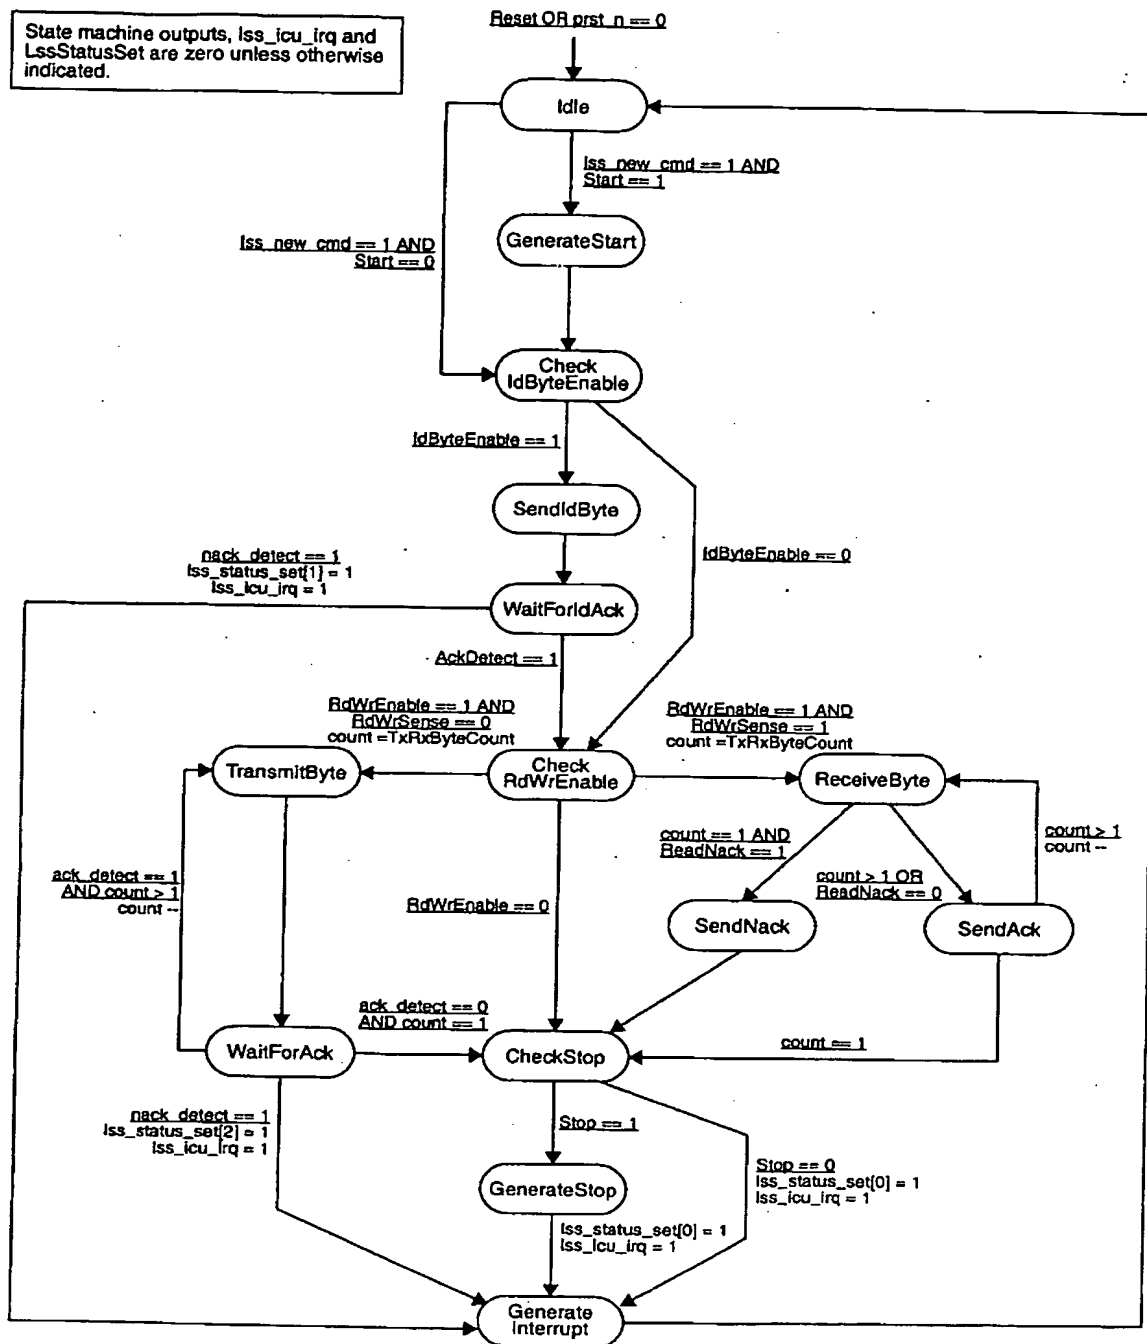 Reset OR prst_n == 0
State machine outputs, lss_icu_irq and
LssStatusSet are zero unless otherwise
indicated.
Idle
lss_new_cmd == 1 AND
Start == 1
GenerateStart
lss_new_cmd == 1 AND
Start == 0
Check
IdByteEnable
IdByteEnable == 1
SendIdByte
IdByteEnable == 0
nack_detect == 1
lss_status_set[1] = 1
lss_icu_irq = 1
WaitForIdAck
AckDetect == 1
RdWrEnable == 1 AND
RdWrSense == 0
count =TxRxByteCount
RdWrEnable == 1 AND
RdWrSense == 1
count =TxRxByteCount
TransmitByte
Check
RdWrEnable
ReceiveByte
count == 1 AND
ReadNack == 1
count > 1
count --
ack_detect == 1
AND count > 1
count --
count > 1 OR
ReadNack == 0
RdWrEnable == 0
SendNack
SendAck
ack_detect == 0
AND count == 1
WaitForAck
CheckStop
count == 1
nack_detect == 1
lss_status_set[2] = 1
lss_icu_irq = 1
Stop == 1
Stop == 0
lss_status_set[0] = 1
lss_icu_irq = 1
GenerateStop
lss_status_set[0] = 1
lss_icu_irq = 1
Generate
Interrupt